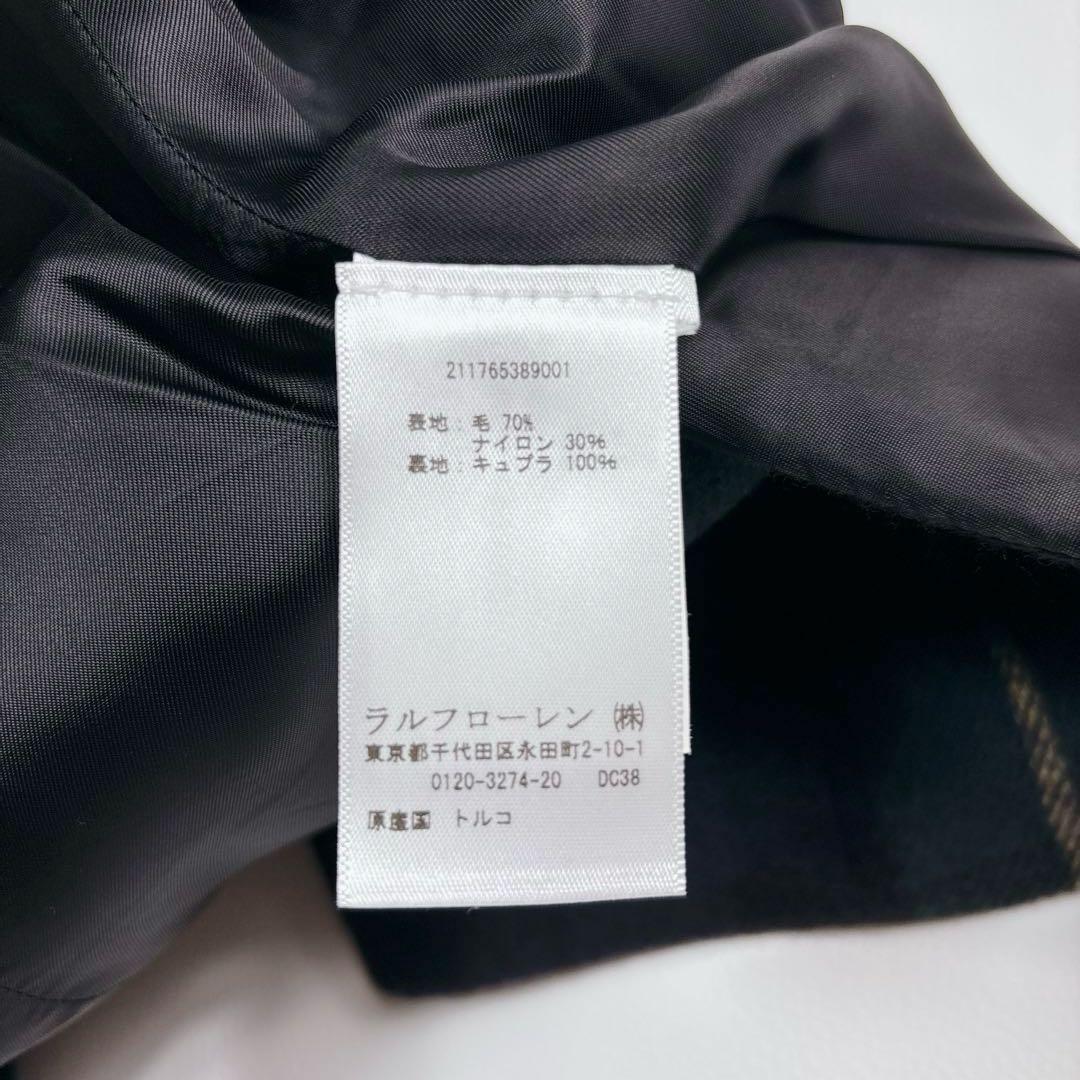 211765389001
表地：毛 70%
ナイロン 30%
裏地：キュプラ 100%
ラルフローレン ㈱
東京都千代田区永田町2-10-1
0120-3274-20 DC38
原産国 トルコ